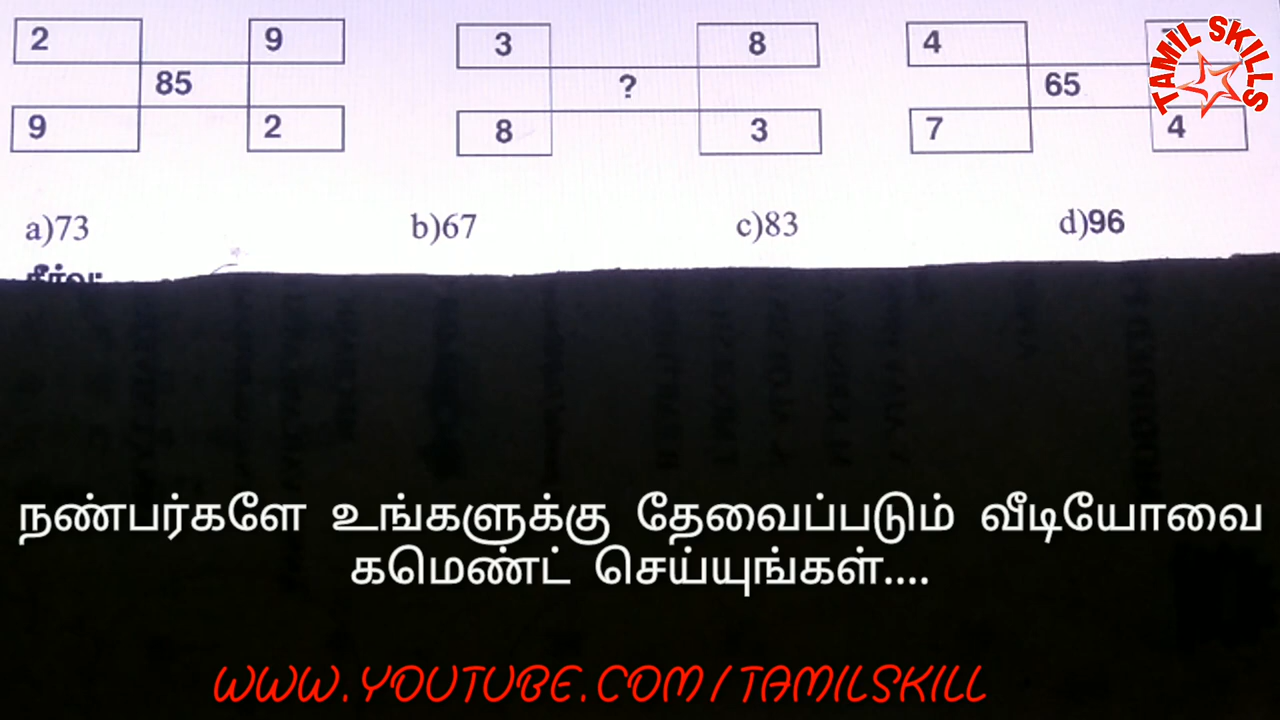 2 9 3 8 4
85 ? 65
9 2 8 3 7 4
a)73 b)67 c)83 d)96
TAMIL SKILLS
நண்பர்களே உங்களுக்கு தேவைப்படும் வீடியோவை
கமெண்ட் செய்யுங்கள்....
WWW.YOUTUBE.COM/TAMILSKILL